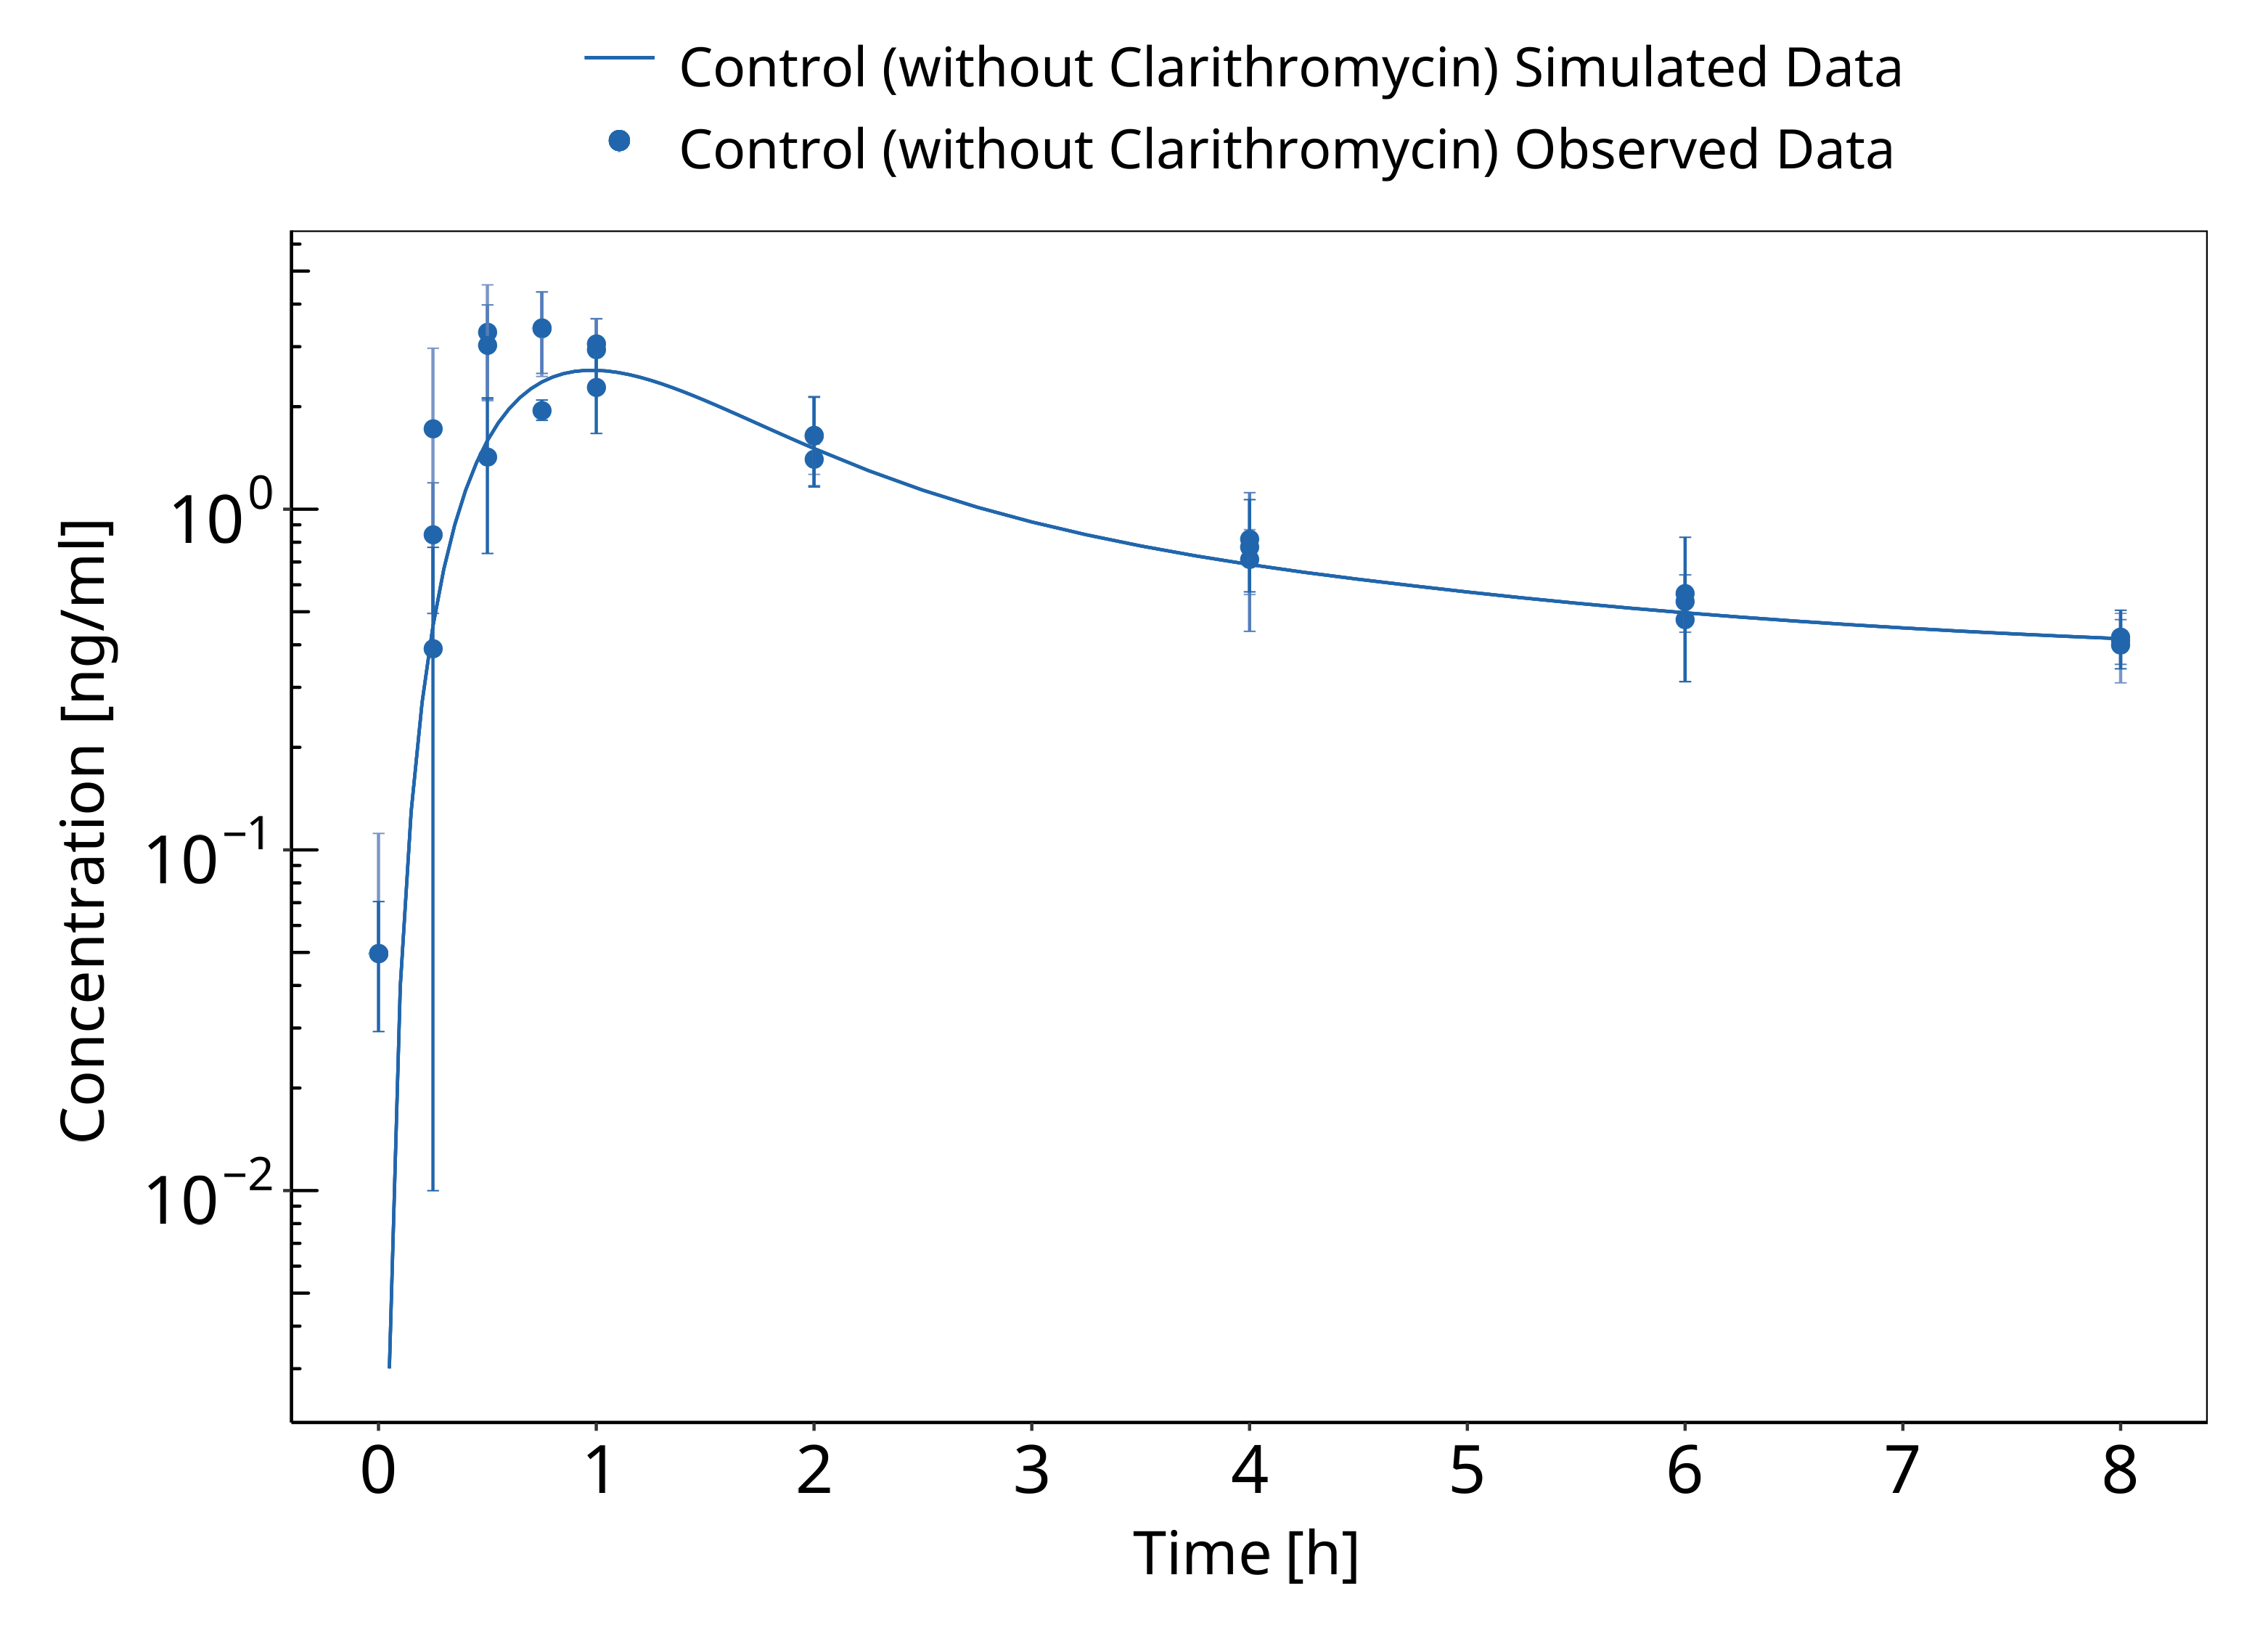 Control (without Clarithromycin) Simulated Data
Control (without Clarithromycin) Observed Data
Concentration [ng/ml]
10^0
10^−1
10^−2
0 1 2 3 4 5 6 7 8
Time [h]